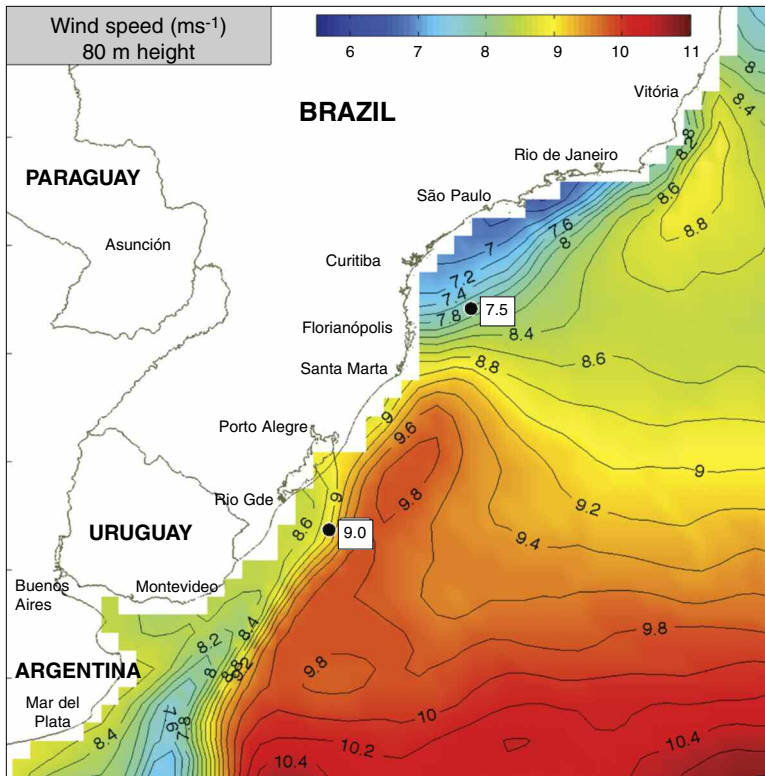 Wind speed (ms-1)
80 m height
6 7 8 9 10 11
Vitória
8
8.4
BRAZIL
8
8.2
Rio de Janeiro
PARAGUAY
São Paulo
8.6
7.6
8.8
Asunción
7
8
Curitiba
7.2
7.4
7.8
7.5
Florianópolis
8.4
8.6
Santa Marta
8.8
9
Porto Alegre
9.6
9
9.8
Rio Gde
9
9.2
8.6
URUGUAY
9.0
9.4
Buenos
Aires
Montevideo
8.4
8.2
9.8
8
8.8
9.2
9.8
ARGENTINA
Mar del
Plata
7.6
7.8
10
8.4
10.2
10.4
10.4